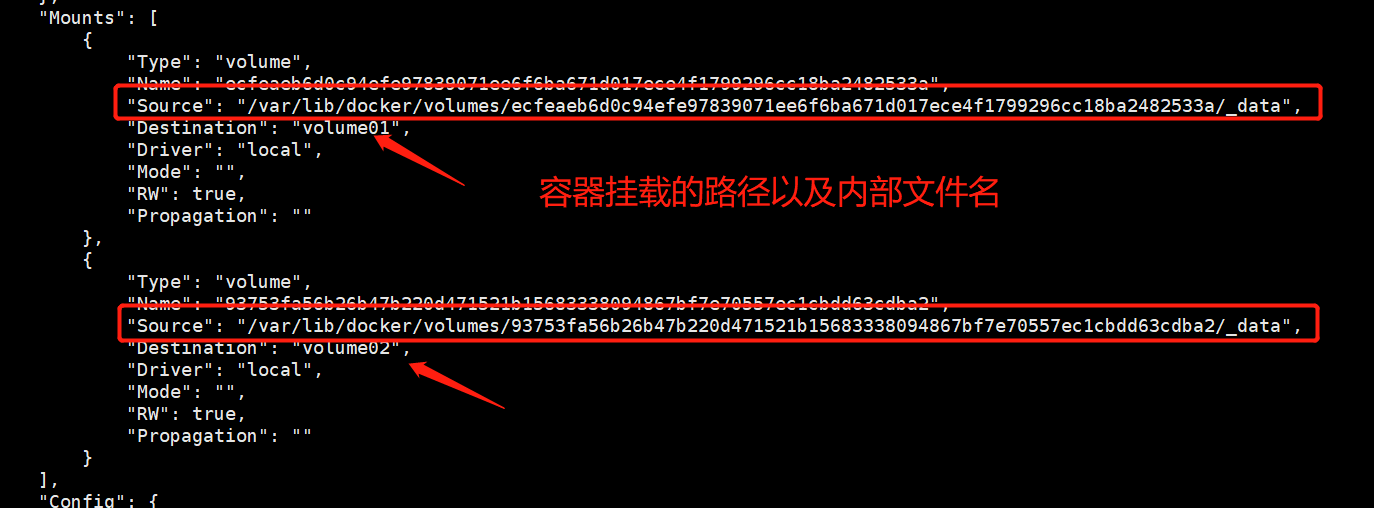 },
"Mounts": [
{
"Type": "volume",
"Name": "ecfeaeb6d0c94efe97839071ee6f6ba671d017ece4f1799296cc18ba2482533a",
"Source": "/var/lib/docker/volumes/ecfeaeb6d0c94efe97839071ee6f6ba671d017ece4f1799296cc18ba2482533a/_data",
"Destination": "volume01",
"Driver": "local",
"Mode": "",
容器挂载的路径以及内部文件名
"RW": true,
"Propagation": ""
},
{
"Type": "volume",
"Name": "93753fa56b26b47b220d471521b15683338094867bf7e70557ec1cbdd63cdba2",
"Source": "/var/lib/docker/volumes/93753fa56b26b47b220d471521b15683338094867bf7e70557ec1cbdd63cdba2/_data",
"Destination": "volume02",
"Driver": "local",
"Mode": "",
"RW": true,
"Propagation": ""
}
],
"Config": {